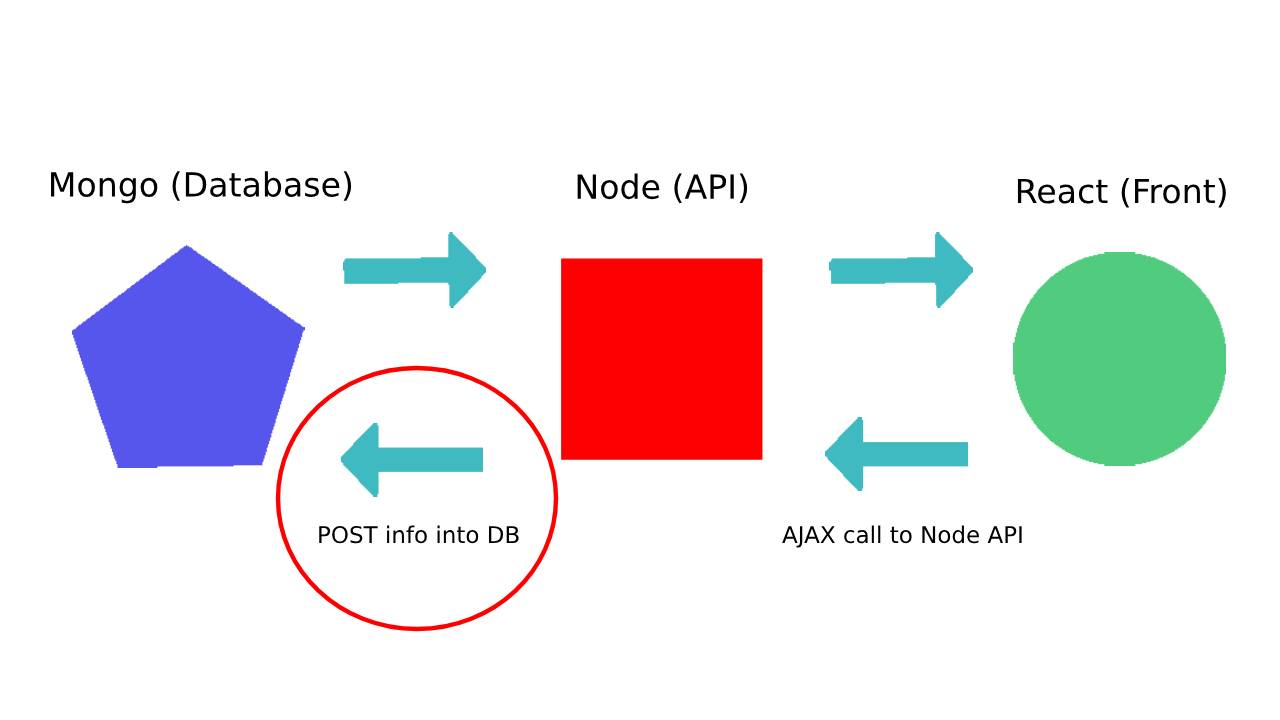 Mongo (Database)
Node (API)
React (Front)
POST info into DB
AJAX call to Node API